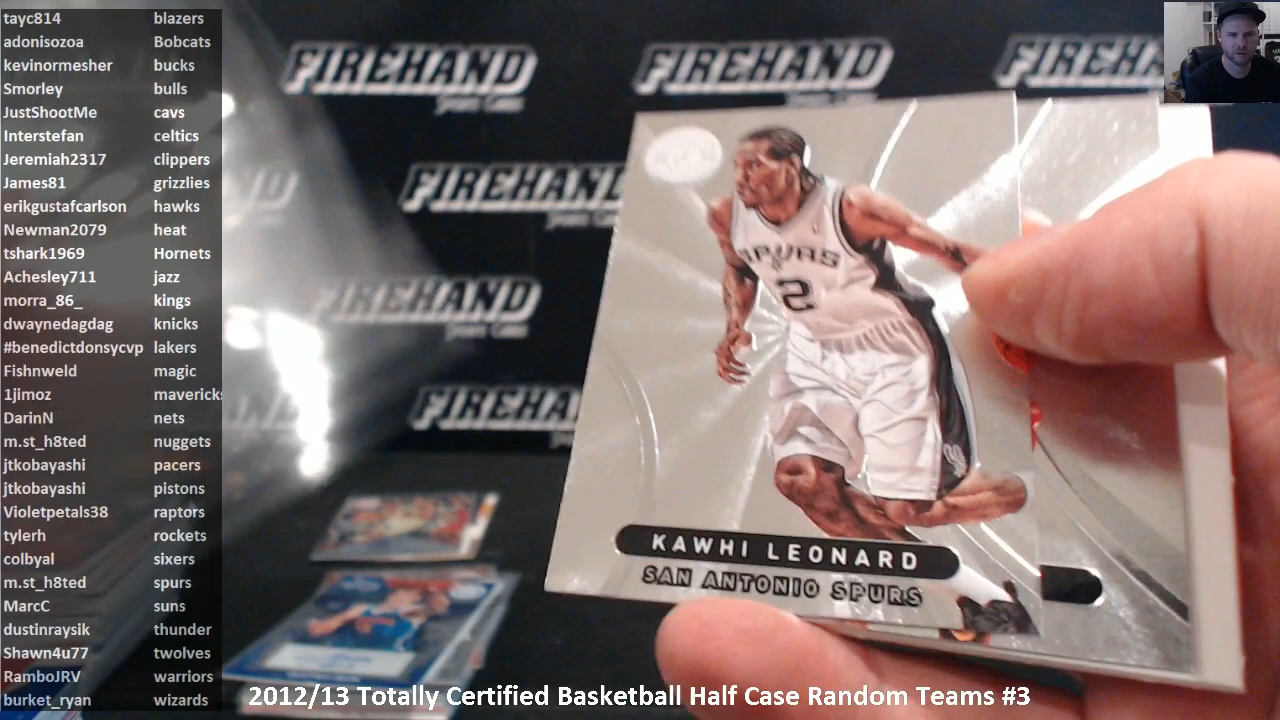 tayc814 blazers
adonisozoa Bobcats
kevinormesher bucks
Smorley bulls
JustShootMe cavs
Interstefan celtics
Jeremiah2317 clippers
James81 grizzlies
erikgustafcarlson hawks
Newman2079 heat
tshark1969 Hornets
Achesley711 jazz
morra_86_ kings
dwaynedagdag knicks
#benedictdonsycvp lakers
Fishnweld magic
1jimoz mavericks
DarinN nets
m.st_h8ted nuggets
jtkobayashi pacers
jtkobayashi pistons
Violetpetals38 raptors
tylerh rockets
colbyal sixers
m.st_h8ted spurs
MarcC suns
dustinraysik thunder
Shawn4u77 twolves
RamboJRV warriors
burket_ryan wizards
FIREHAND FIREHAND FIREHAND
FIREHAND
FIREHAND
FIREHA
SPURS
2
KAWHI LEONARD
SAN ANTONIO SPURS
2012/13 Totally Certified Basketball Half Case Random Teams #3